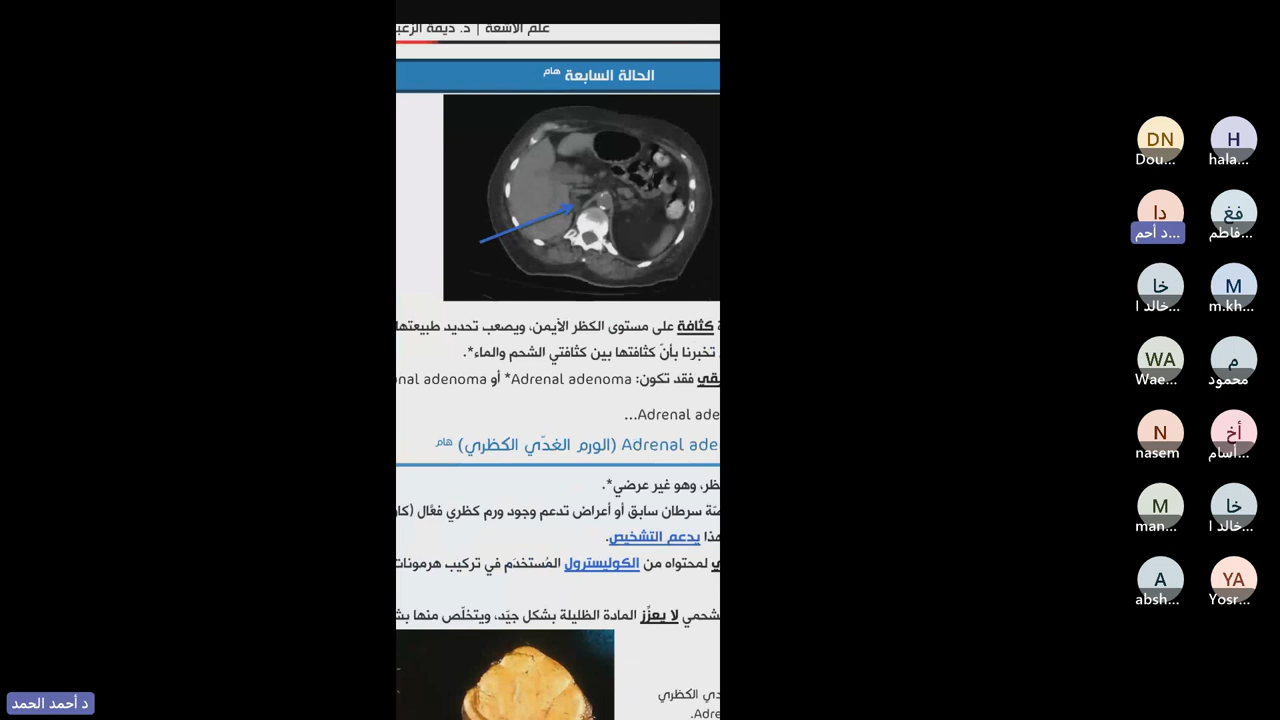 علم الأشعة | د. ديمة الزعبي
الحالة السابعة هام
كثافة على مستوى الكظر الأيمن، ويصعب تحديد طبيعتها
تخبرنا بأنّ كثافتها بين كثافتي الشحم والماء*.
فقد تكون: Adrenal adenoma* أو nal adenoma
Adrenal ade...
Adrenal ade (الورم الغدّي الكظري) هام
ظر، وهو غير عرضي*.
سرطان سابق أو أعراض تدعم وجود ورم كظري فعّال (كا
هذا يدعم التشخيص.
ي لمحتواه من الكوليسترول المُستخدَم في تركيب هرمونات
شحمي لا يعزِّز المادة الظليلة بشكل جيّد، ويتخلّص منها بش
دي الكظري
Adre.
DN
Dou...
H
hala...
دا
د أحم...
فغ
فاطم...
خا
خالد ا...
M
m.kh...
WA
Wae...
م
محمود
N
nasem
أخ
أسام...
M
man...
خا
خالد ا...
A
absh...
YA
Yosr...
د أحمد الحمد